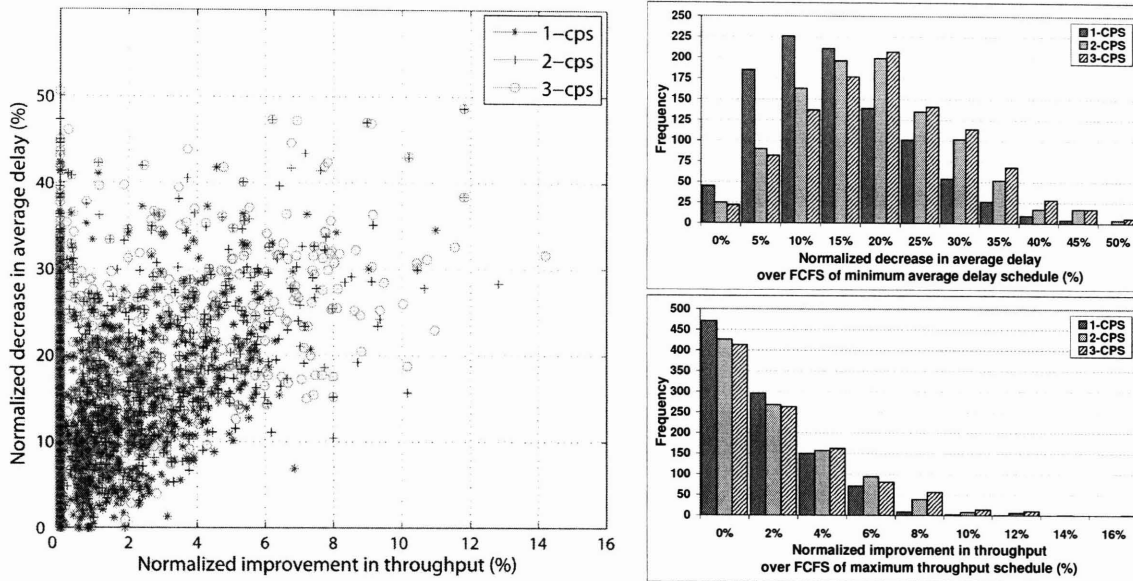 Normalized decrease in average delay (%)
50
40
30
20
10
0
1-cps
2-cps
3-cps
0 2 4 6 8 10 12 14 16
Normalized improvement in throughput (%)
Frequency
250
225
200
175
150
125
100
75
50
25
0
1-CPS
2-CPS
3-CPS
0% 5% 10% 15% 20% 25% 30% 35% 40% 45% 50%
Normalized decrease in average delay
over FCFS of minimum average delay schedule (%)
Frequency
500
450
400
350
300
250
200
150
100
50
0
1-CPS
2-CPS
3-CPS
0% 2% 4% 6% 8% 10% 12% 14% 16%
Normalized improvement in throughput
over FCFS of maximum throughput schedule (%)